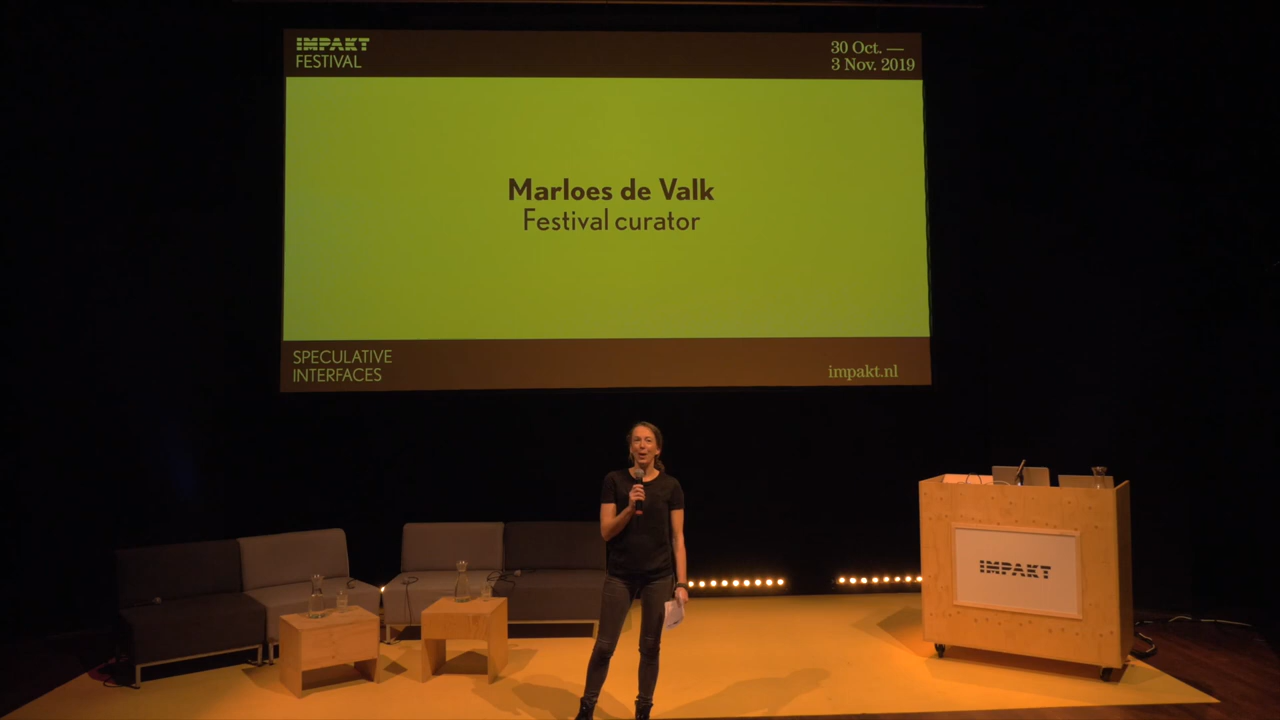 IMPAKT
FESTIVAL
30 Oct. —
3 Nov. 2019
Marloes de Valk
Festival curator
SPECULATIVE
INTERFACES
impakt.nl
IMPAKT